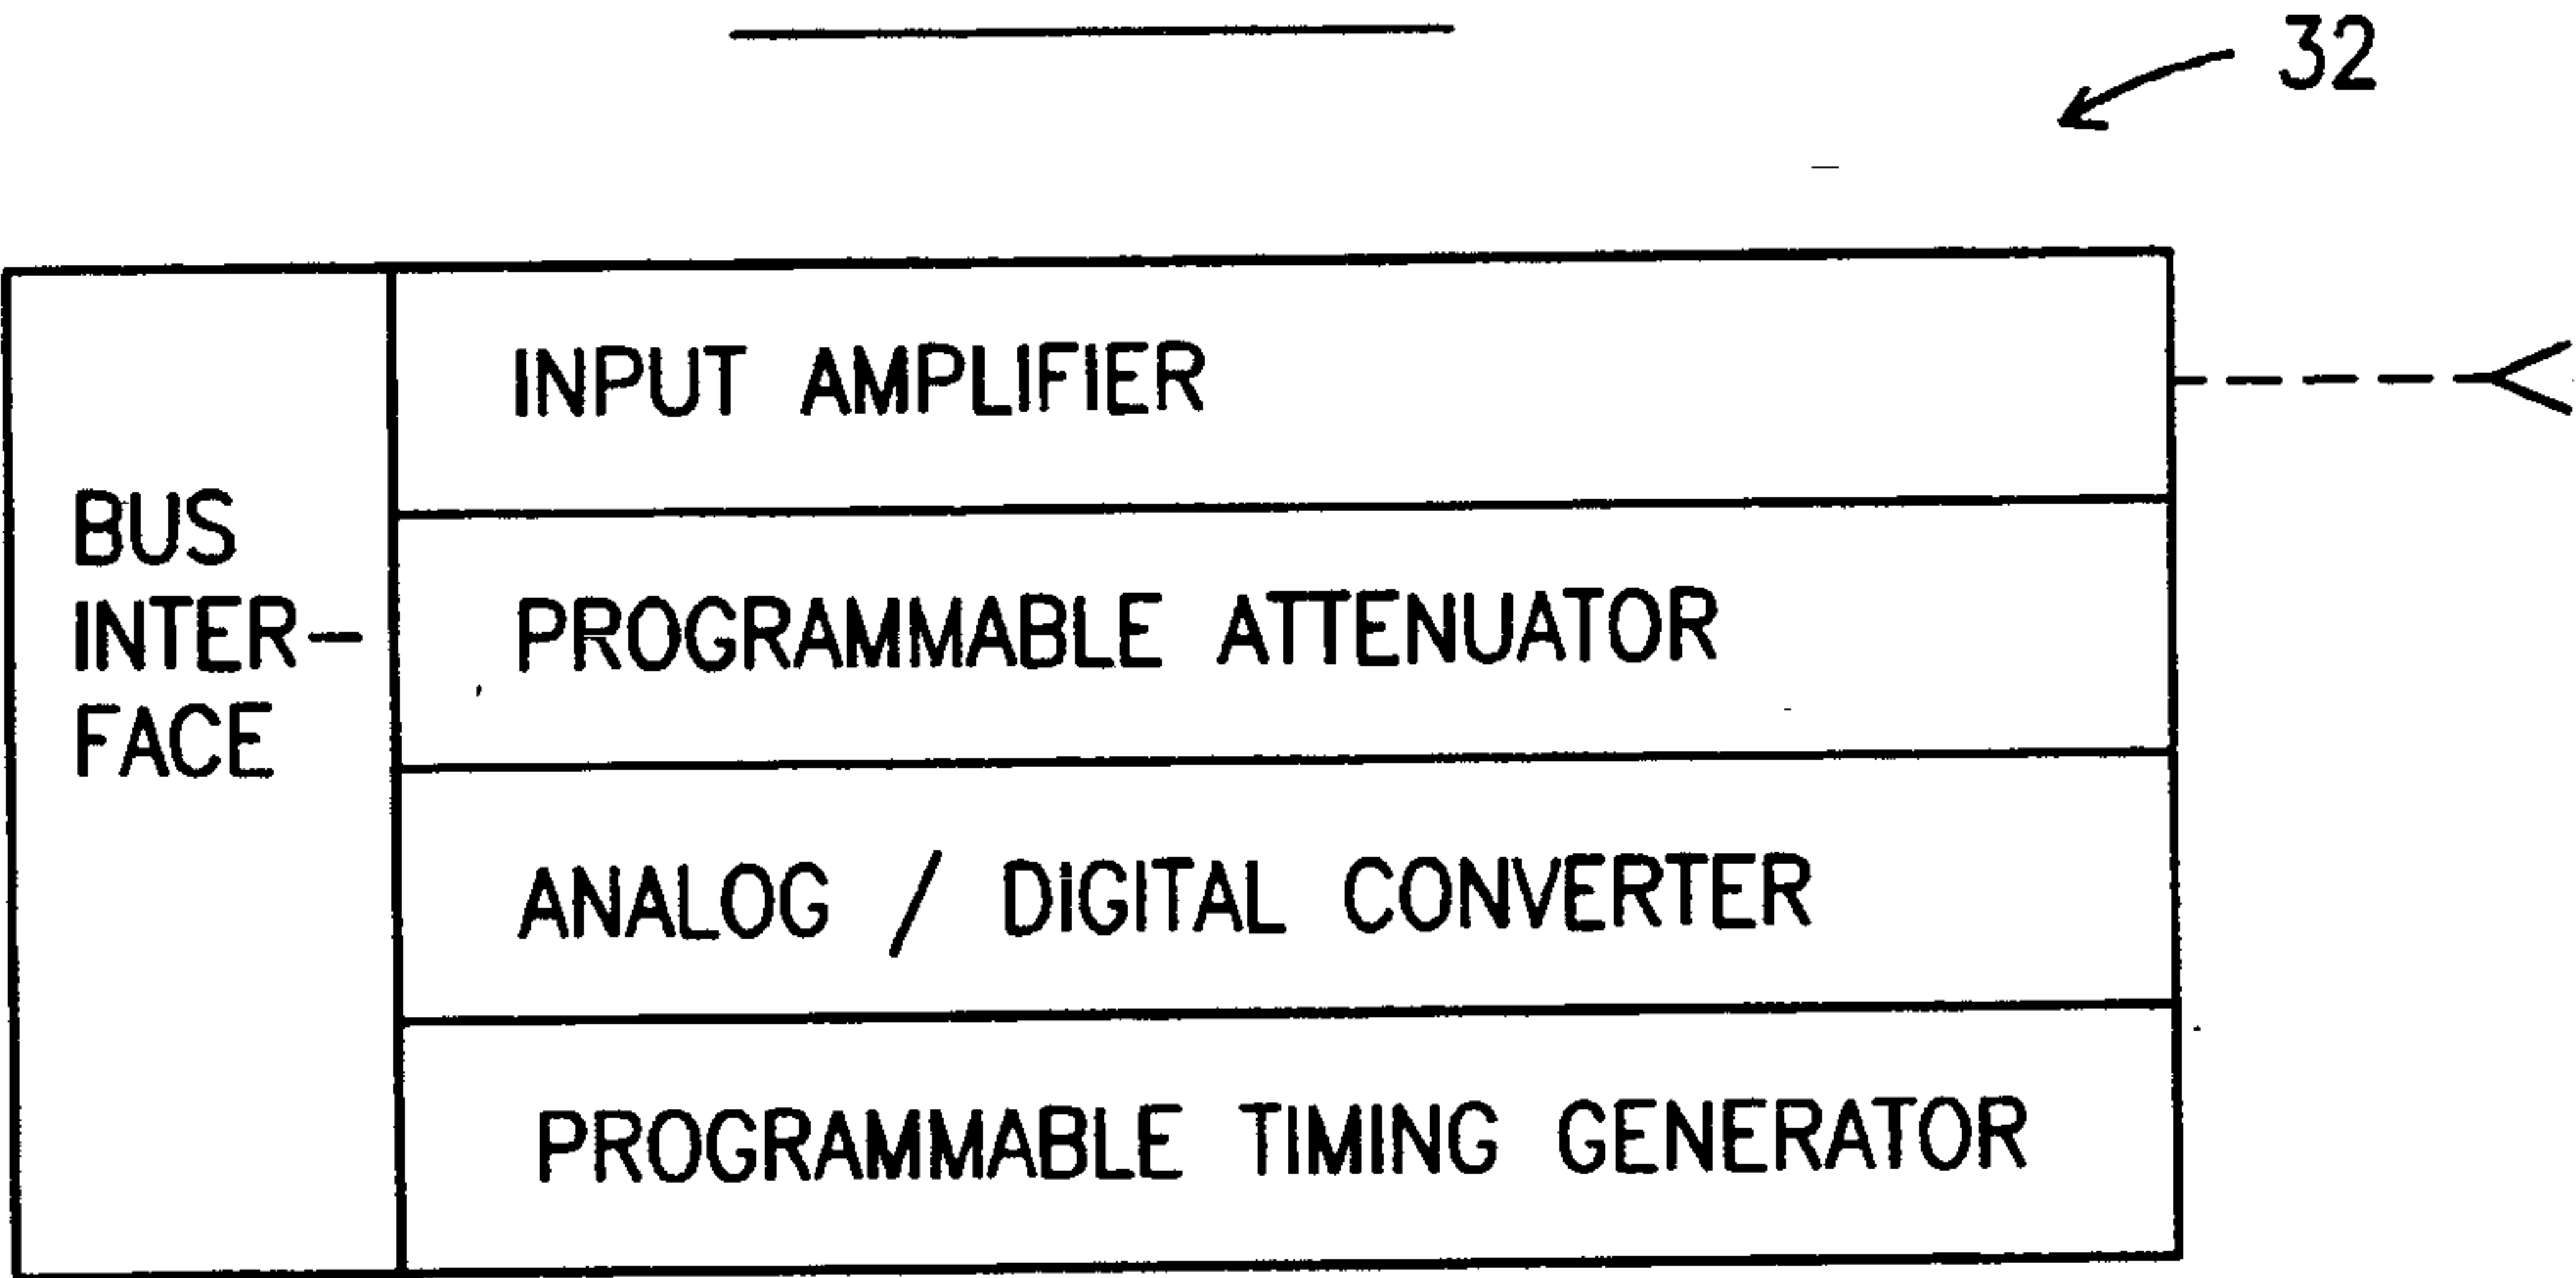 32
BUS
INTER-
FACE
INPUT AMPLIFIER
PROGRAMMABLE ATTENUATOR
ANALOG / DIGITAL CONVERTER
PROGRAMMABLE TIMING GENERATOR